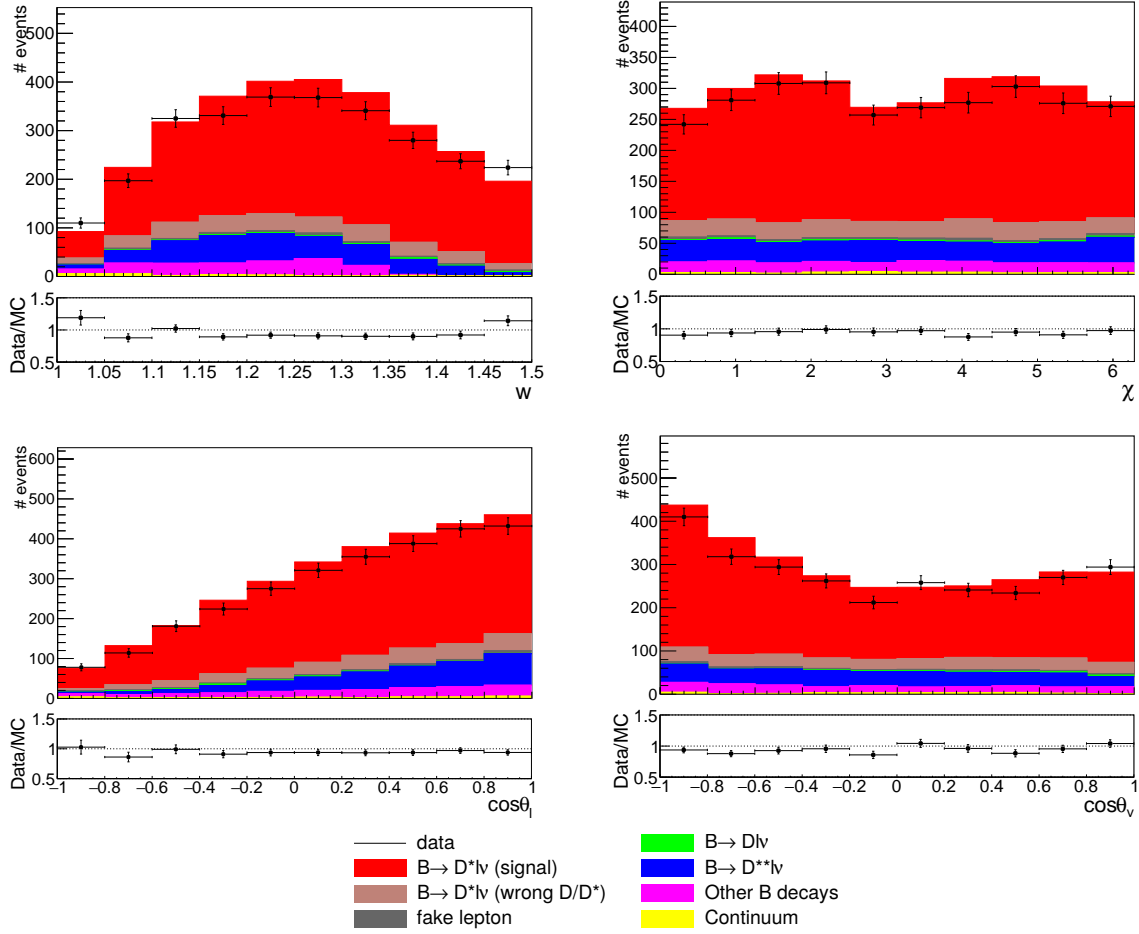 # events
500
400
300
200
100
0
Data/MC
1.5
1
0.5
1 1.05 1.1 1.15 1.2 1.25 1.3 1.35 1.4 1.45 1.5
w
# events
400
350
300
250
200
150
100
50
0
Data/MC
1.5
1
0.5
0 1 2 3 4 5 6
χ
# events
600
500
400
300
200
100
0
Data/MC
1.5
1
0.5
−1 −0.8 −0.6 −0.4 −0.2 0 0.2 0.4 0.6 0.8 1
cosθl
# events
500
400
300
200
100
0
Data/MC
1.5
1
0.5
−1 −0.8 −0.6 −0.4 −0.2 0 0.2 0.4 0.6 0.8 1
cosθv
data
B→ D*lν (signal)
B→ D*lν (wrong D/D*)
fake lepton
B→ Dlν
B→ D**lν
Other B decays
Continuum